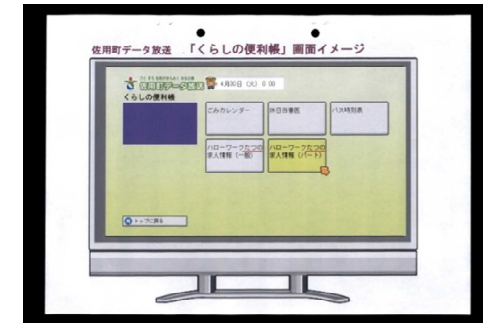 佐用町データ放送 「くらしの便利帳」画面イメージ
佐用町データ放送
4月30日（火） 0:00
くらしの便利帳
ごみカレンダー
休日当番医
バス時刻表
ハローワークたつの
求人情報（一般）
ハローワークたつの
求人情報（パート）
トップに戻る